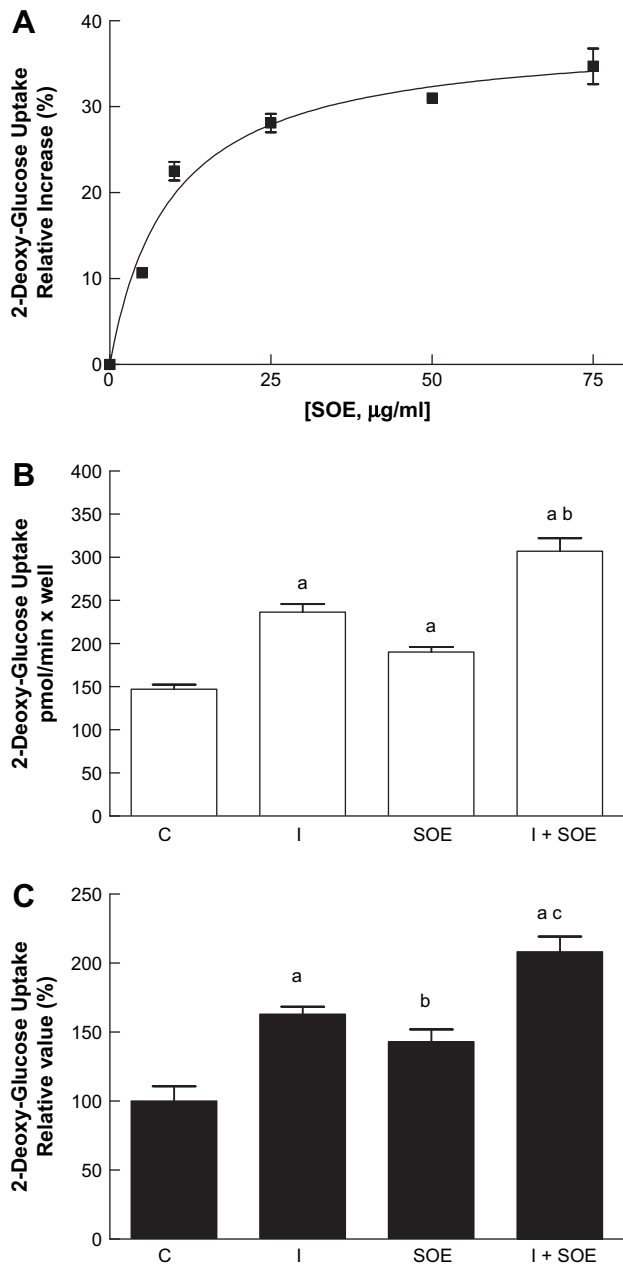 A
2-Deoxy-Glucose Uptake
Relative Increase (%)
40
30
20
10
0
0 25 50 75
[SOE, μg/ml]
B
2-Deoxy-Glucose Uptake
pmol/min x well
400
350
300
250
200
150
100
50
0
a
a
a b
C I SOE I + SOE
C
2-Deoxy-Glucose Uptake
Relative value (%)
250
200
150
100
50
0
a
b
a c
C I SOE I + SOE